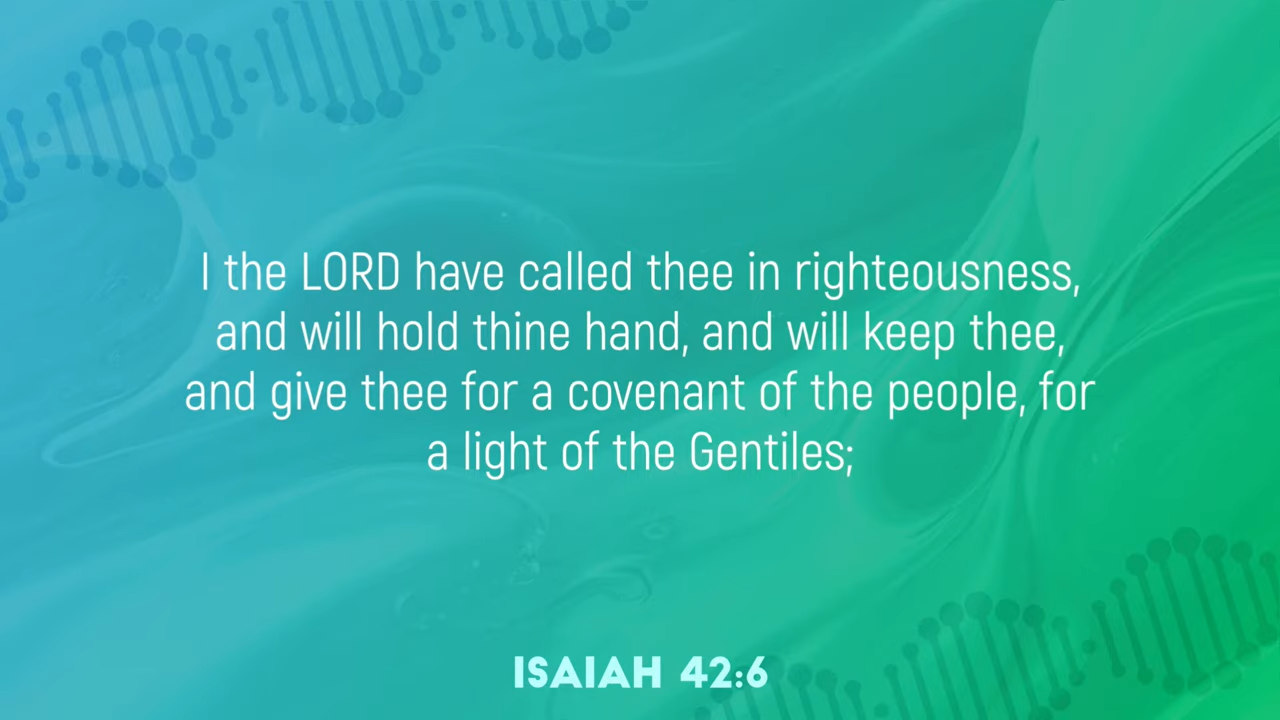 I the LORD have called thee in righteousness,
and will hold thine hand, and will keep thee,
and give thee for a covenant of the people, for
a light of the Gentiles;
ISAIAH 42:6